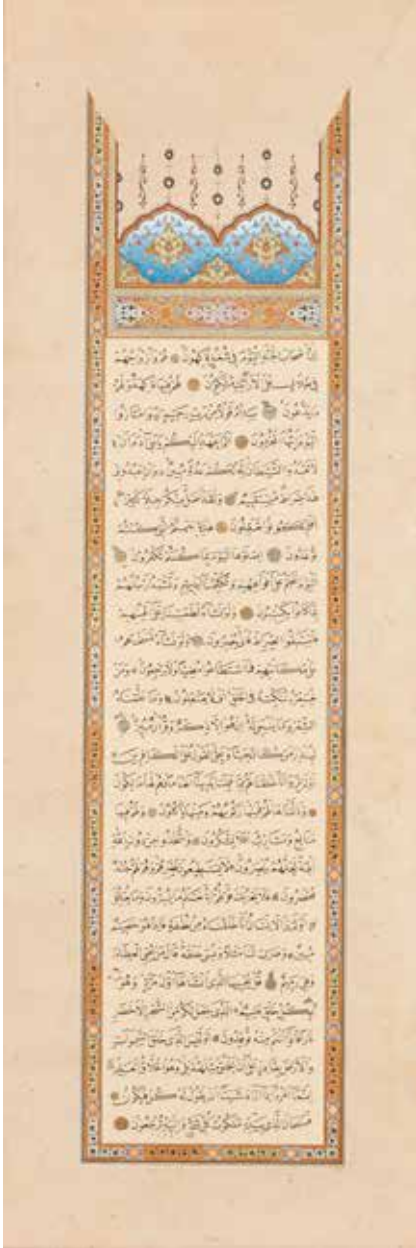 إن أصحاب الجنة اليوم في شغل فاكهون هم وأزواجهم
في ظلال على الأرائك متكئون لهم فيها فاكهة ولهم
ما يدعون سلام قولا من رب رحيم وامتازوا
اليوم أيها المجرمون ألم أعهد إليكم يا بني آدم أن
لا تعبدوا الشيطان إنه لكم عدو مبين وأن اعبدوني
هذا صراط مستقيم ولقد أضل منكم جبلا كثيرا
أفلم تكونوا تعقلون هذه جهنم التي كنتم
توعدون اصلوها اليوم بما كنتم تكفرون
اليوم نختم على أفواههم وتكلمنا أيديهم وتشهد أرجلهم
بما كانوا يكسبون ولو نشاء لطمسنا على أعينهم
فاستبقوا الصراط فأنى يبصرون ولو نشاء لمسخناهم
على مكانتهم فما استطاعوا مضيا ولا يرجعون ومن
نعمره ننكسه في الخلق أفلا يعقلون وما علمناه
الشعر وما ينبغي له إن هو إلا ذكر وقرآن مبين
لينذر من كان حيا ويحق القول على الكافرين
أولم يروا أنا خلقنا لهم مما عملت أيدينا أنعاما فهم لها مالكون
وذللناها لهم فمنها ركوبهم ومنها يأكلون ولهم فيها
منافع ومشارب أفلا يشكرون واتخذوا من دون الله
آلهة لعلهم ينصرون لا يستطيعون نصرهم وهم لهم جند
محضرون فلا يحزنك قولهم إنا نعلم ما يسرون وما يعلنون
أولم ير الإنسان أنا خلقناه من نطفة فإذا هو خصيم
مبين وضرب لنا مثلا ونسي خلقه قال من يحيي العظام
وهي رميم قل يحييها الذي أنشأها أول مرة وهو
بكل خلق عليم الذي جعل لكم من الشجر الأخضر
نارا فإذا أنتم منه توقدون أوليس الذي خلق السموات
والأرض بقادر على أن يخلق مثلهم بلى وهو الخلاق العليم
إنما أمره إذا أراد شيئا أن يقول له كن فيكون
فسبحان الذي بيده ملكوت كل شيء وإليه ترجعون